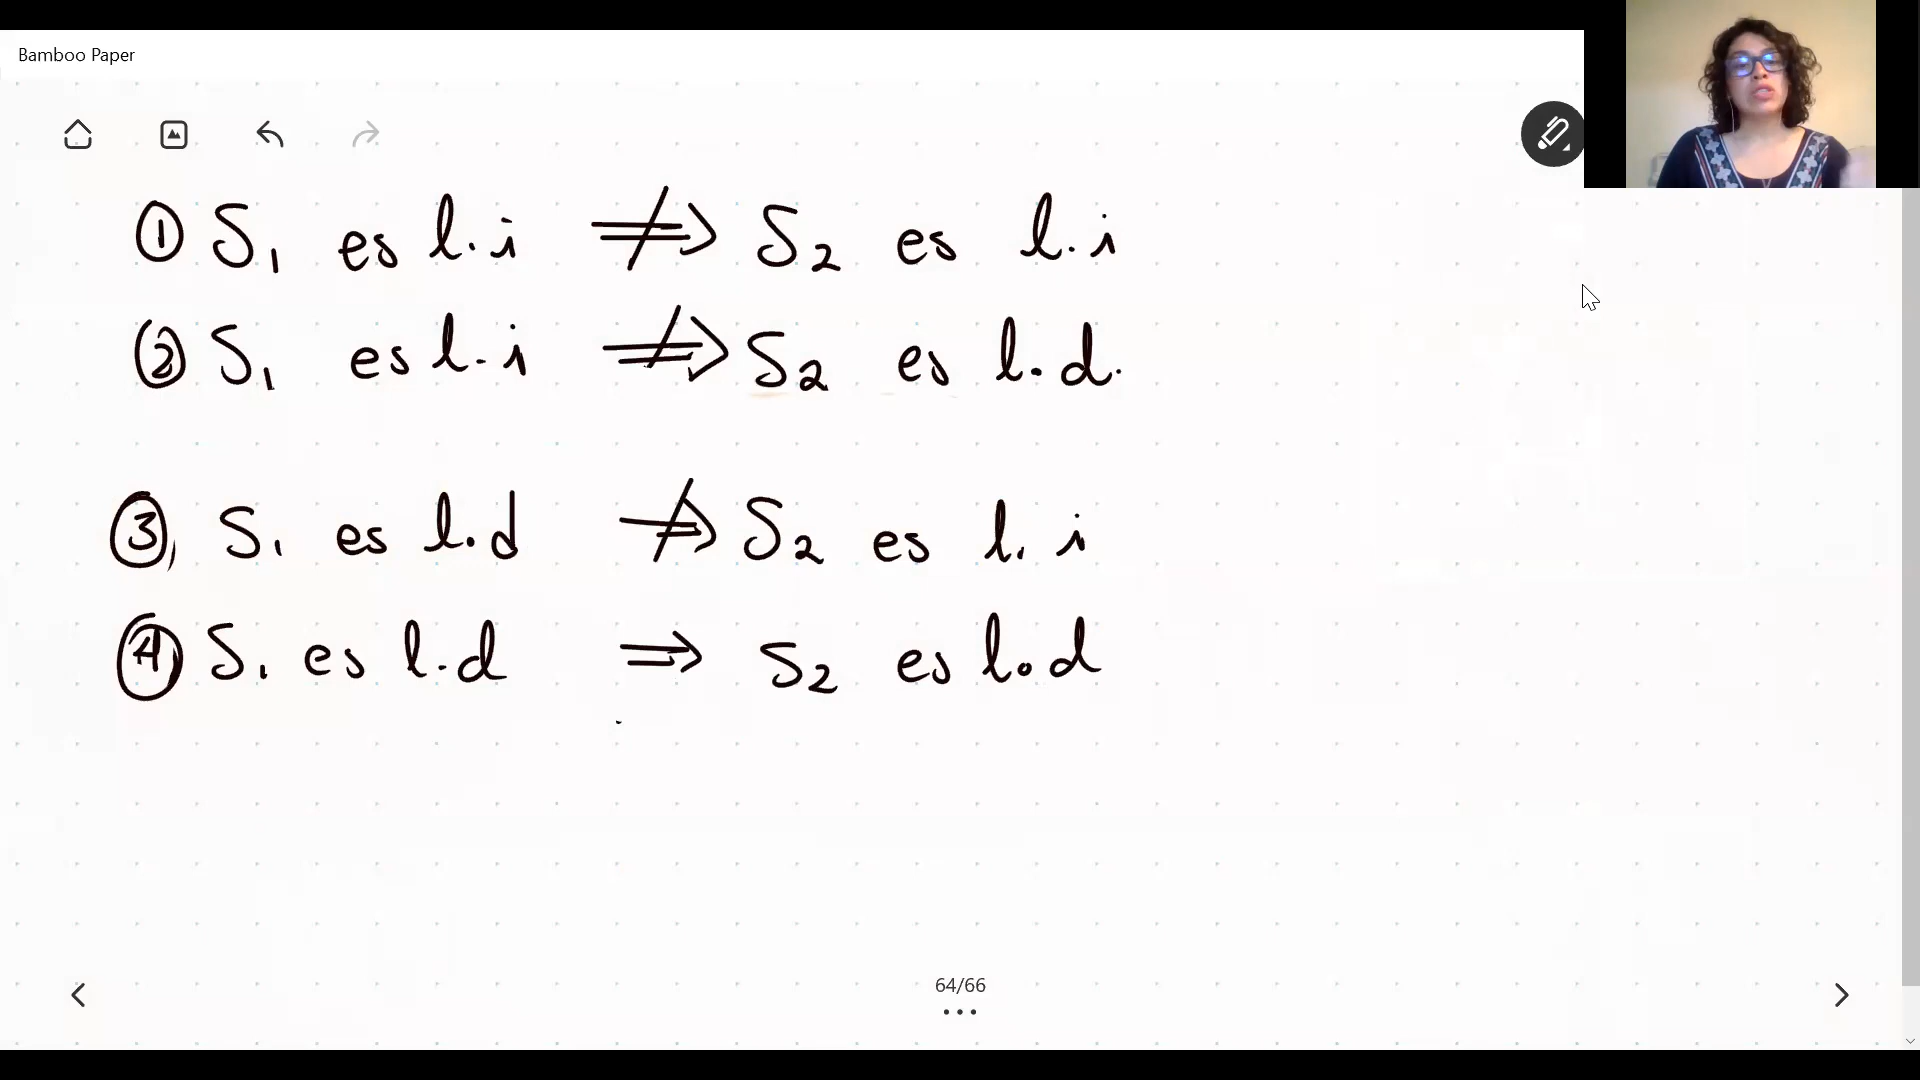 Bamboo Paper
① S₁ es l.i ⇏ S₂ es l.i
② S₁ es l.i ⇏ S₂ es l.d.
③, S₁ es l.d ⇏ S₂ es l.i
④ S₁ es l.d ⇒ S₂ es l.d
64/66